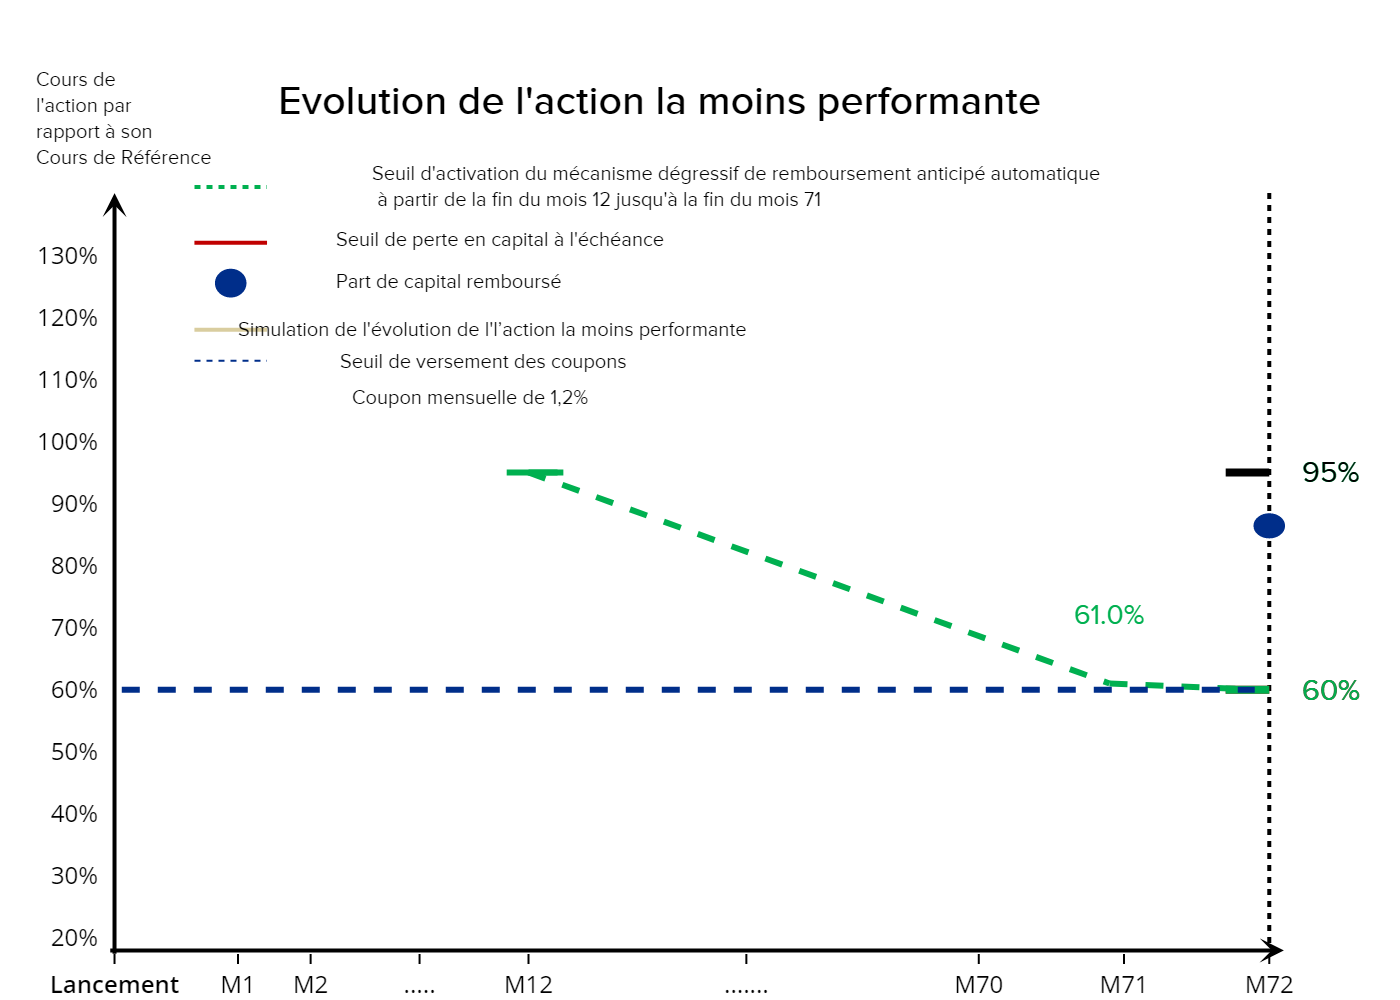 Cours de
l'action par
rapport à son
Cours de Référence
Evolution de l'action la moins performante
Seuil d'activation du mécanisme dégressif de remboursement anticipé automatique
à partir de la fin du mois 12 jusqu'à la fin du mois 71
Seuil de perte en capital à l'échéance
Part de capital remboursé
Simulation de l'évolution de l'l’action la moins performante
Seuil de versement des coupons
Coupon mensuelle de 1,2%
130%
120%
110%
100%
90%
80%
70%
60%
50%
40%
30%
20%
95%
61.0%
60%
Lancement M1 M2 ..... M12 ....... M70 M71 M72